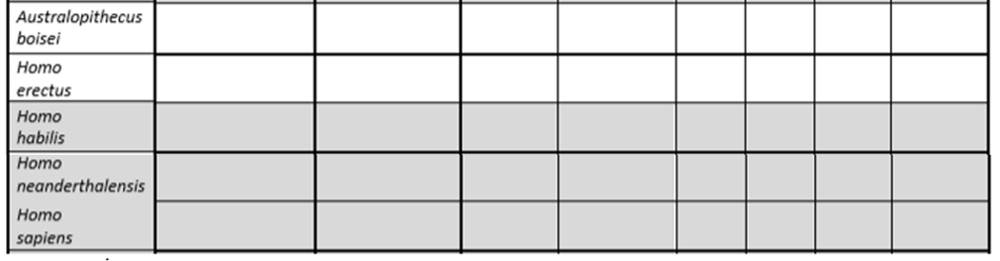 Australopithecus
boisei
Homo
erectus
Homo
habilis
Homo
neanderthalensis
Homo
sapiens